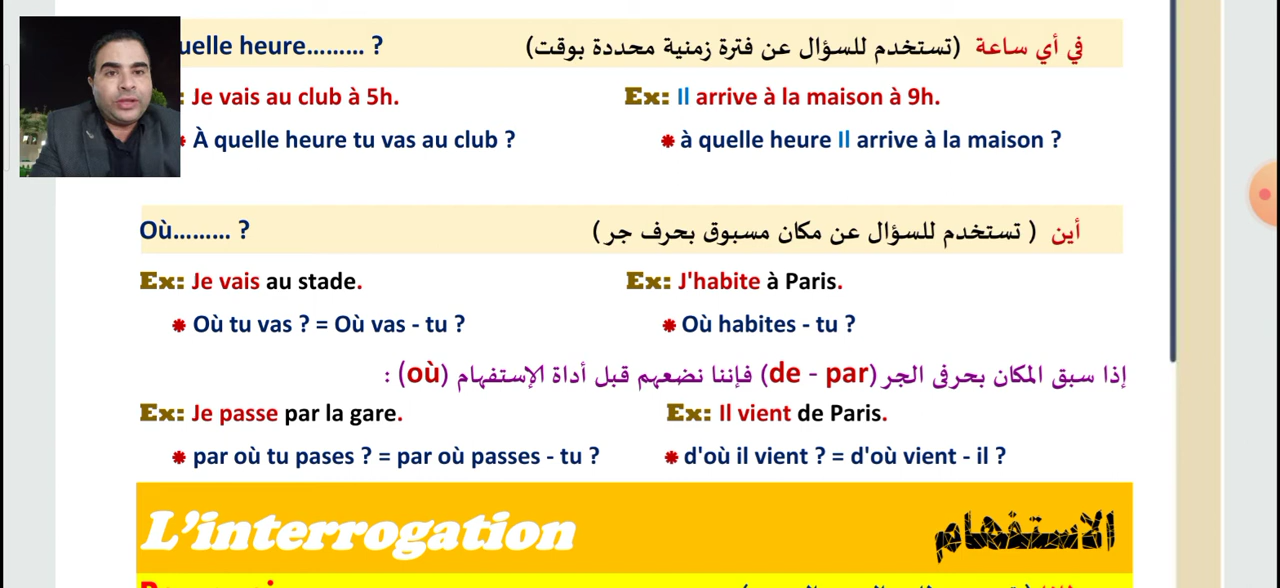 uelle heure......... ? في أي ساعة (تستخدم للسؤال عن فترة زمنية محددة بوقت)
: Je vais au club à 5h. Ex: Il arrive à la maison à 9h.
À quelle heure tu vas au club ? * à quelle heure Il arrive à la maison ?
Où......... ? أين ( تستخدم للسؤال عن مكان مسبوق بحرف جر )
Ex: Je vais au stade. Ex: J'habite à Paris.
* Où tu vas ? = Où vas - tu ? * Où habites - tu ?
إذا سبق المكان بحرفى الجر (de - par) فإننا نضعهم قبل أداة الإستفهام (où) :
Ex: Je passe par la gare. Ex: Il vient de Paris.
* par où tu pases ? = par où passes - tu ? * d'où il vient ? = d'où vient - il ?
L'interrogation الاستفهام